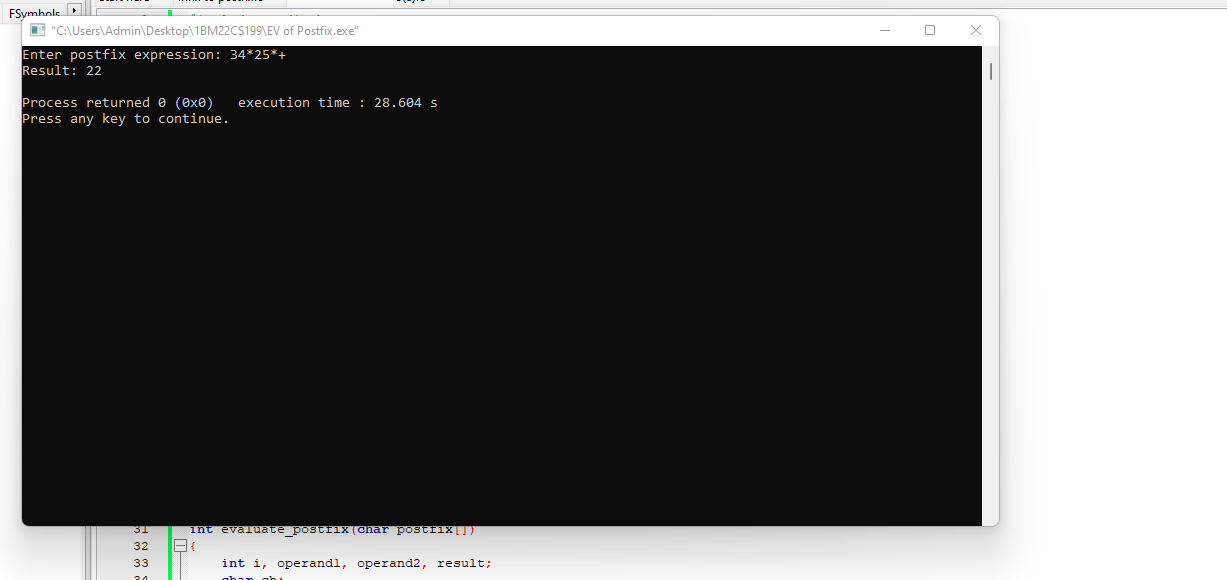 FSymbols
"C:\Users\Admin\Desktop\1BM22CS199\EV of Postfix.exe"
Enter postfix expression: 34*25*+
Result: 22
Process returned 0 (0x0)   execution time : 28.604 s
Press any key to continue.
31 int evaluate_postfix(char postfix[])
32 {
33 int i, operand1, operand2, result;
34 char ch;